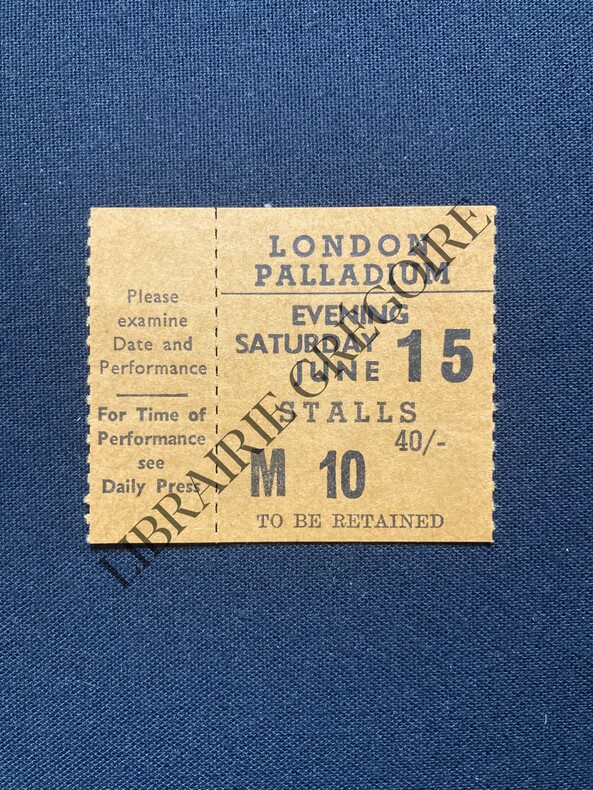 Please
examine
Date and
Performance
For Time of
Performance
see
Daily Press
LONDON
PALLADIUM
EVENING
SATURDAY 15
JUNE
STALLS
40/-
M 10
TO BE RETAINED
LIBRAIRIE GRÉGOIRE